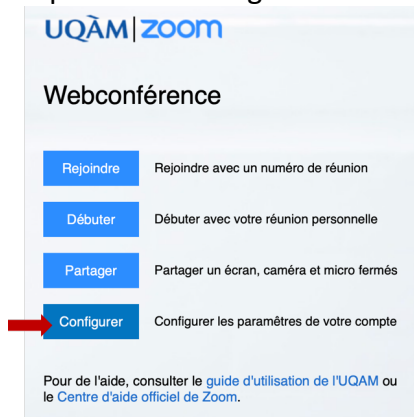 UQÀM|zoom
Webconférence
Rejoindre Rejoindre avec un numéro de réunion
Débuter Débuter avec votre réunion personnelle
Partager Partager un écran, caméra et micro fermés
Configurer Configurer les paramètres de votre compte
Pour de l'aide, consulter le guide d'utilisation de l'UQAM ou
le Centre d'aide officiel de Zoom.